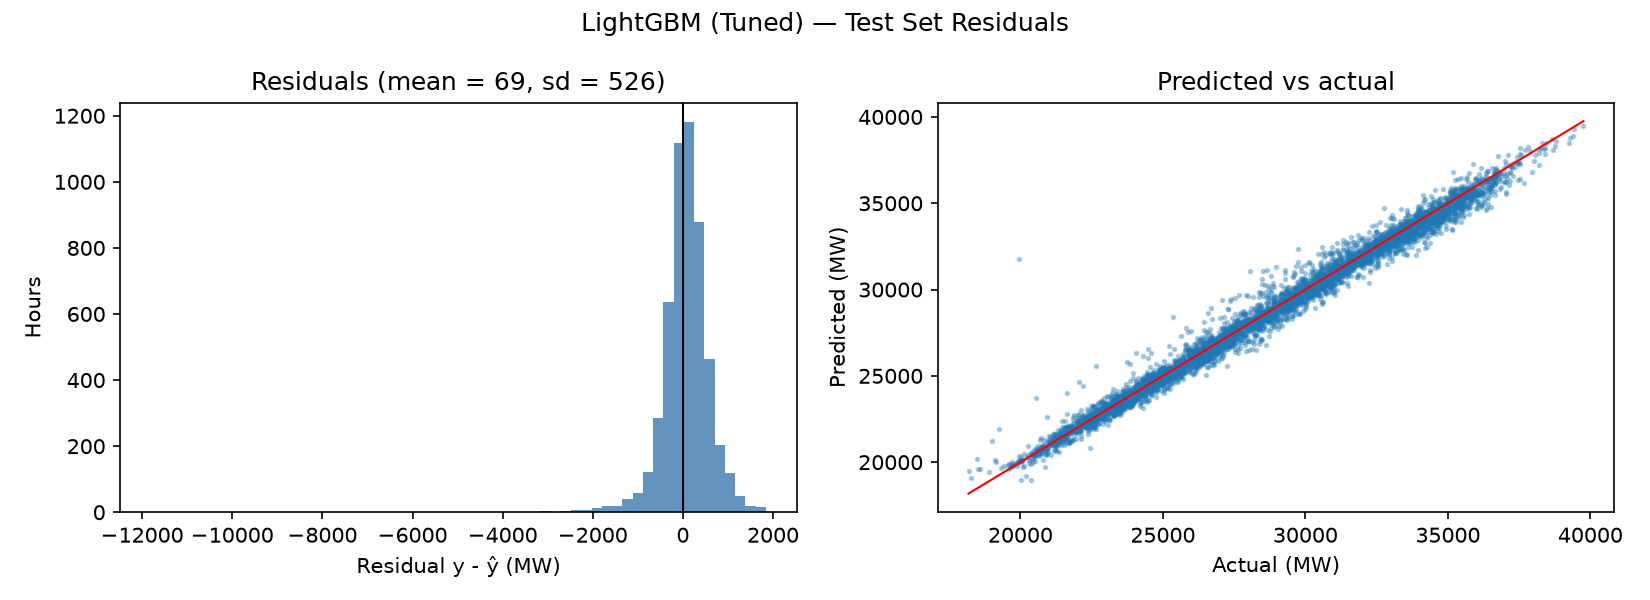 LightGBM (Tuned) — Test Set Residuals
Residuals (mean = 69, sd = 526)
1200
1000
800
600
400
200
0
Hours
−12000 −10000 −8000 −6000 −4000 −2000 0 2000
Residual y - ŷ (MW)
Predicted vs actual
40000
35000
30000
25000
20000
Predicted (MW)
20000 25000 30000 35000 40000
Actual (MW)